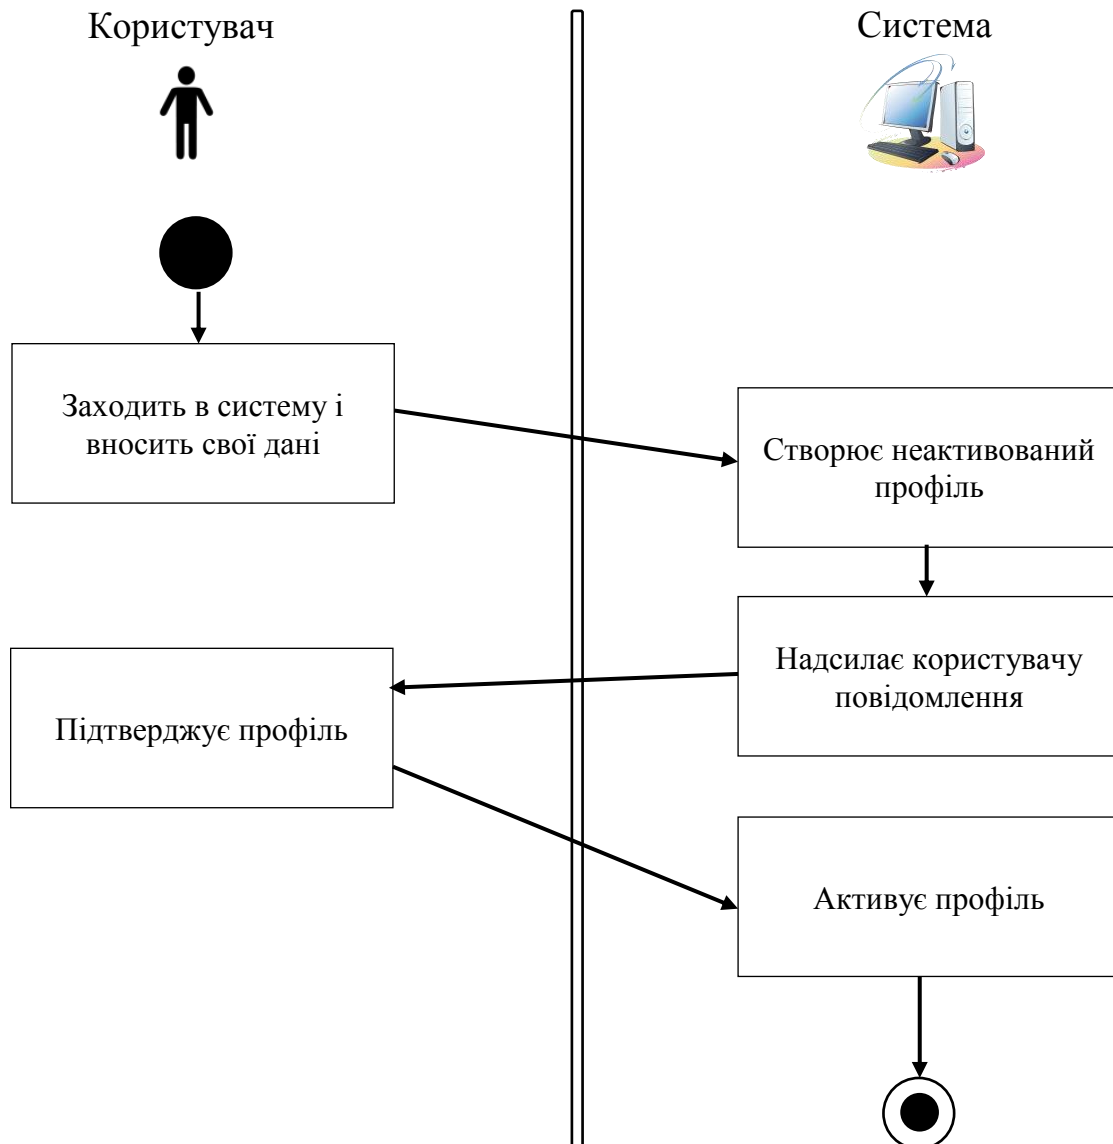 Користувач
Система
Заходить в систему і
вносить свої дані
Створює неактивований
профіль
Надсилає користувачу
повідомлення
Підтверджує профіль
Активує профіль